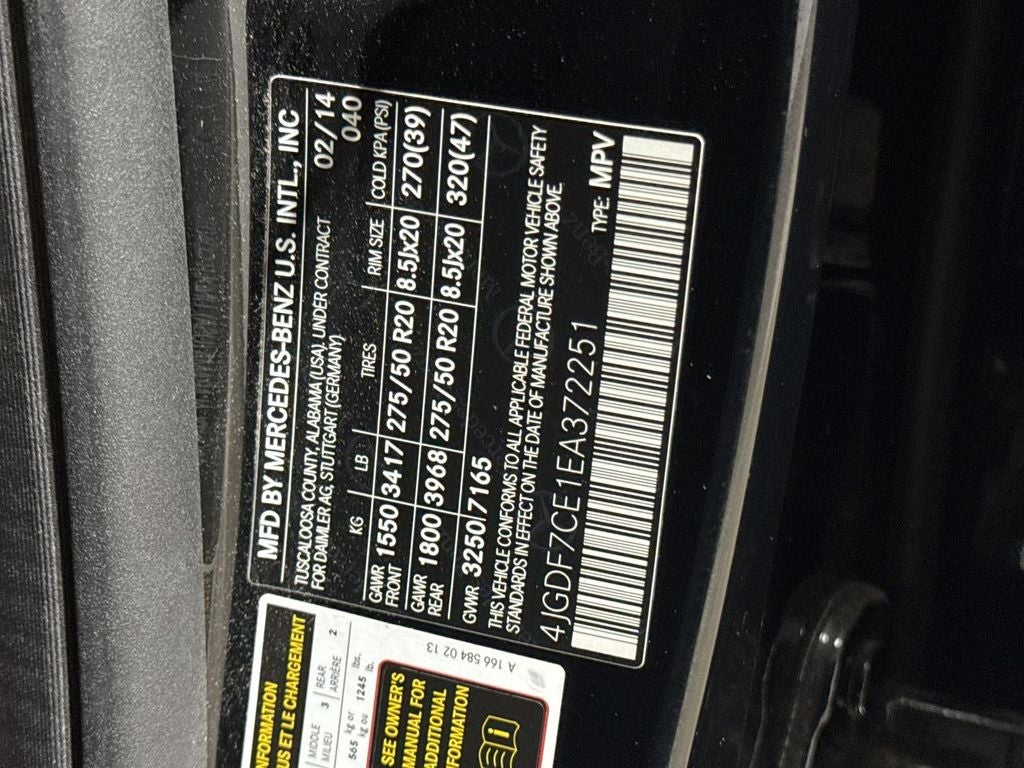 MFD BY MERCEDES-BENZ U.S. INTL., INC
TUSCALOOSA COUNTY, ALABAMA (USA), UNDER CONTRACT 02/14
FOR DAIMLER AG, STUTTGART (GERMANY) 040
KG LB TIRES RIM SIZE COLD KPA (PSI)
GAWR FRONT 1550 3417 275/50 R20 8.5Jx20 270(39)
GAWR REAR 1800 3968 275/50 R20 8.5Jx20 320(47)
GVWR 3250 7165
THIS VEHICLE CONFORMS TO ALL APPLICABLE FEDERAL MOTOR VEHICLE SAFETY
STANDARDS IN EFFECT ON THE DATE OF MANUFACTURE SHOWN ABOVE.
4JGDF7CE1EA372251 TYPE: MPV
NFORMATION
US ET LE CHARGEMENT
MIDDLE 3 REAR 2
MILIEU ARRIÈRE
565 kg or 1245 lbs.
kg ou lb.
SEE OWNER'S
MANUAL FOR
ADDITIONAL
INFORMATION
A 166 584 02 13